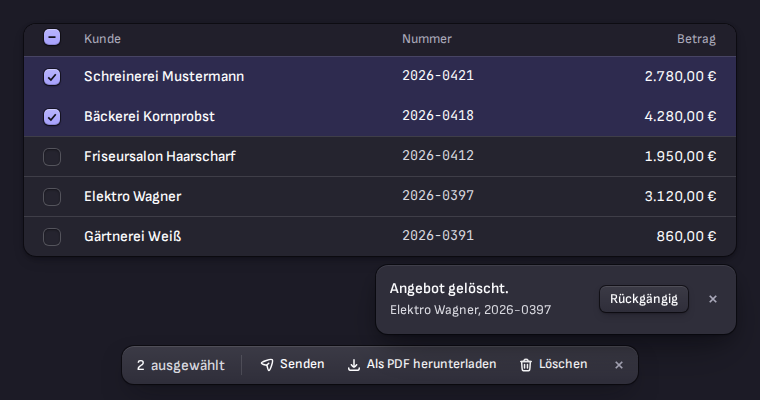 Kunde Nummer Betrag
Schreinerei Mustermann 2026-0421 2.780,00 €
Bäckerei Kornprobst 2026-0418 4.280,00 €
Friseursalon Haarscharf 2026-0412 1.950,00 €
Elektro Wagner 2026-0397 3.120,00 €
Gärtnerei Weiß 2026-0391 860,00 €
Angebot gelöscht.
Elektro Wagner, 2026-0397
Rückgängig
2 ausgewählt Senden Als PDF herunterladen Löschen